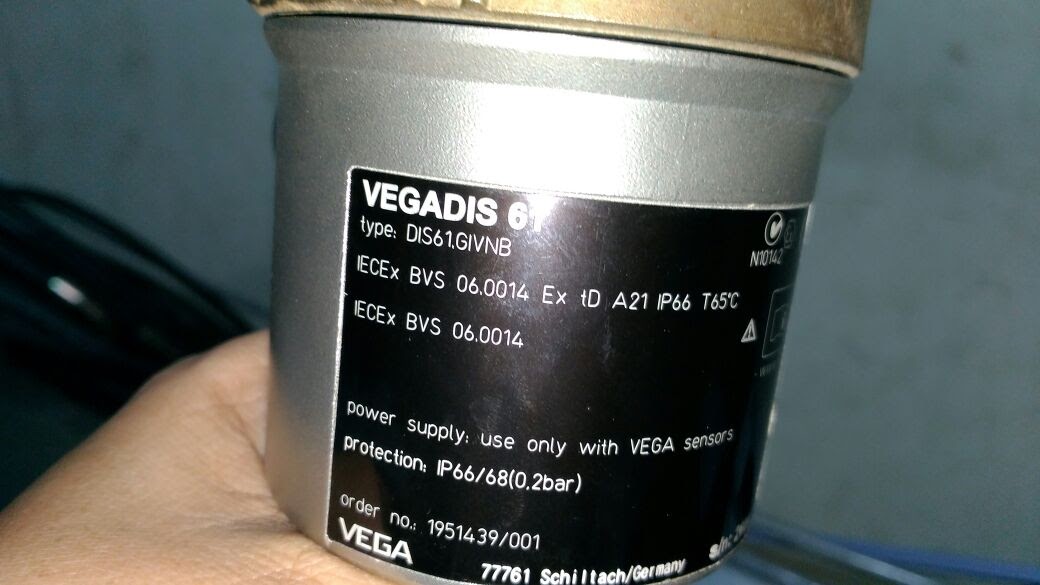 VEGADIS 61
type: DIS61.GIVNB
N10142
IECEx BVS 06.0014 Ex tD A21 IP66 T65°C
IECEx BVS 06.0014
power supply: use only with VEGA sensors
protection: IP66/68(0.2bar)
order no.: 1951439/001
s/n:
VEGA
77761 Schiltach/Germany